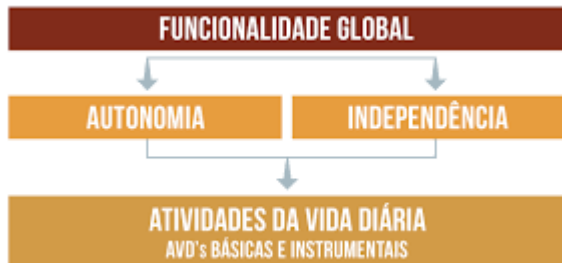 FUNCIONALIDADE GLOBAL
AUTONOMIA
INDEPENDÊNCIA
ATIVIDADES DA VIDA DIÁRIA
AVD's BÁSICAS E INSTRUMENTAIS